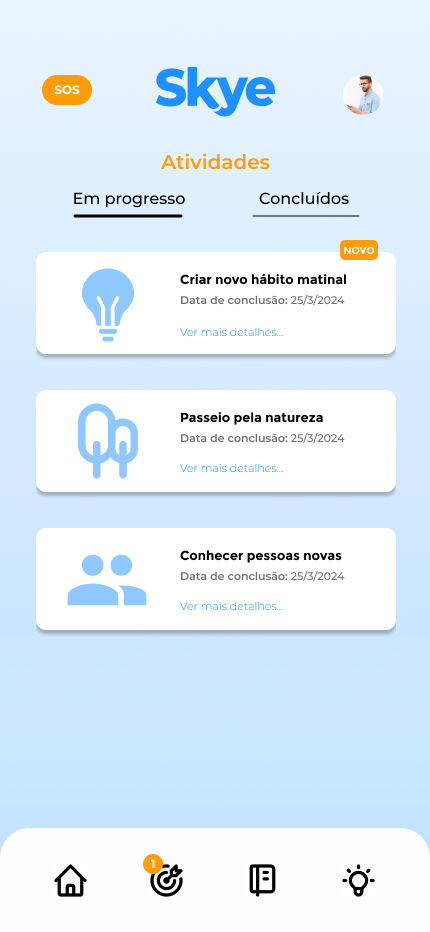 SOS
Skye
Atividades
Em progresso
Concluídos
NOVO
Criar novo hábito matinal
Data de conclusão: 25/3/2024
Ver mais detalhes...
Passeio pela natureza
Data de conclusão: 25/3/2024
Ver mais detalhes...
Conhecer pessoas novas
Data de conclusão: 25/3/2024
Ver mais detalhes...
1